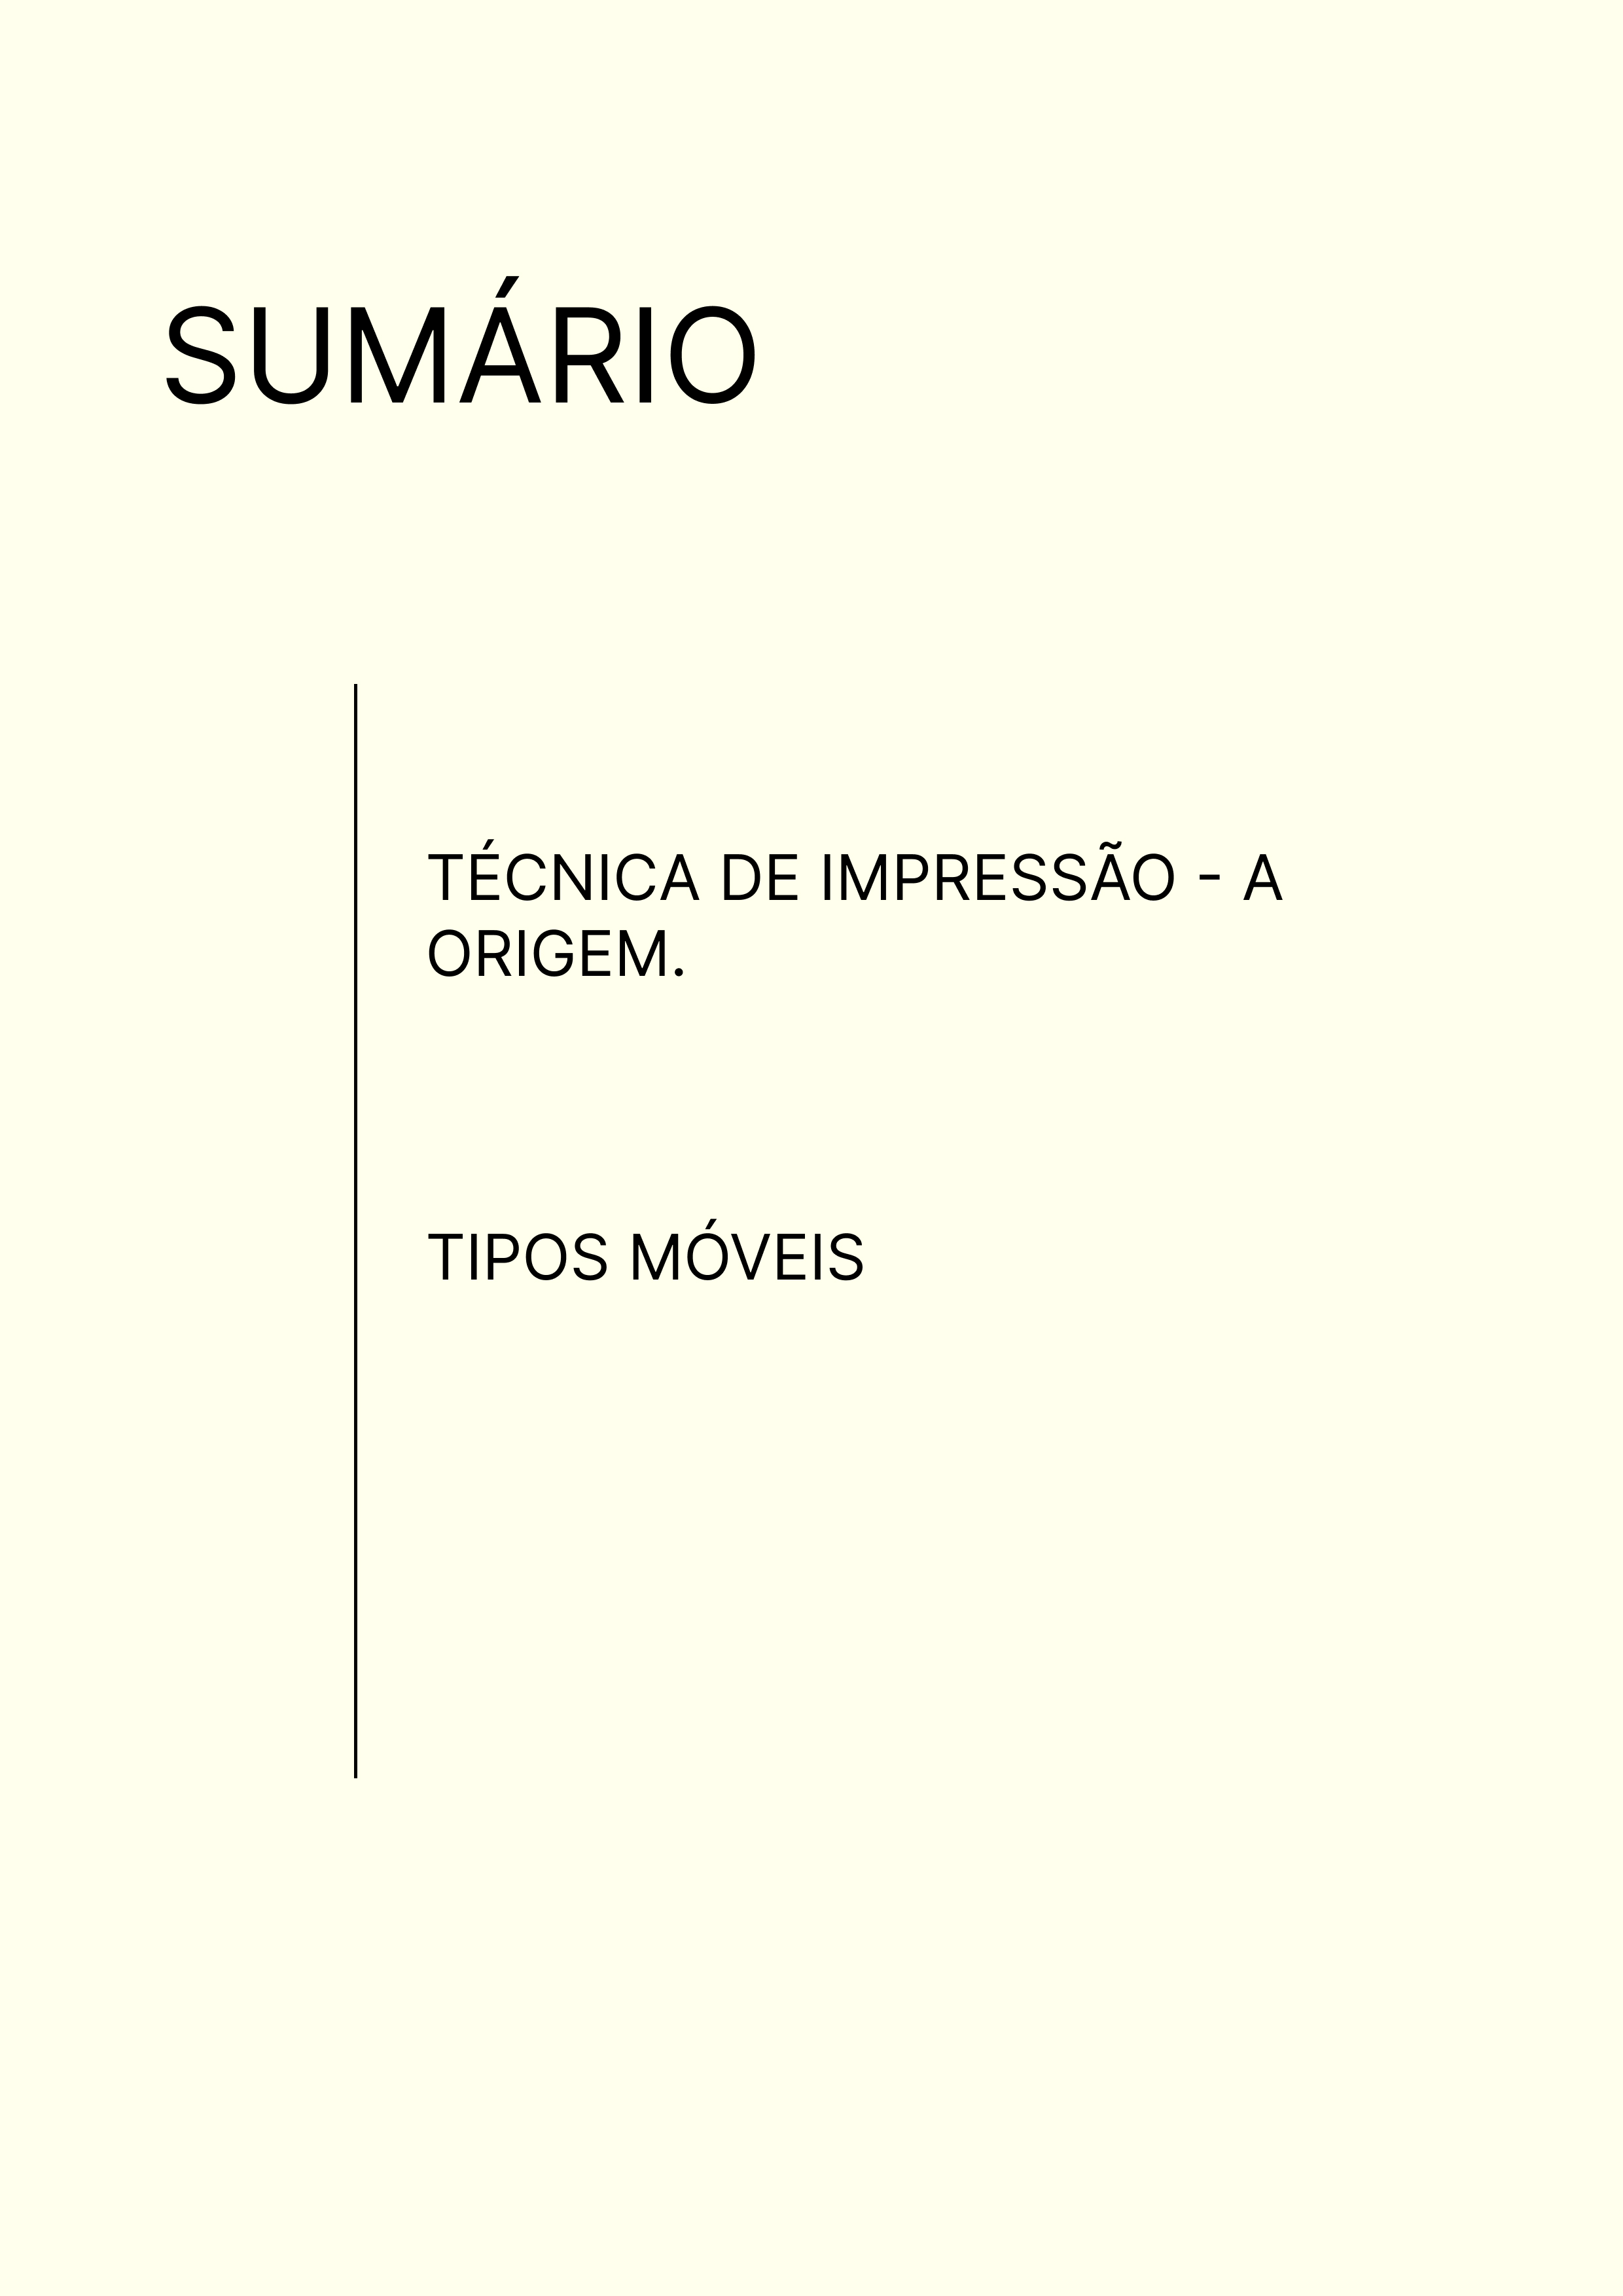 SUMÁRIO
TÉCNICA DE IMPRESSÃO - A
ORIGEM.
TIPOS MÓVEIS